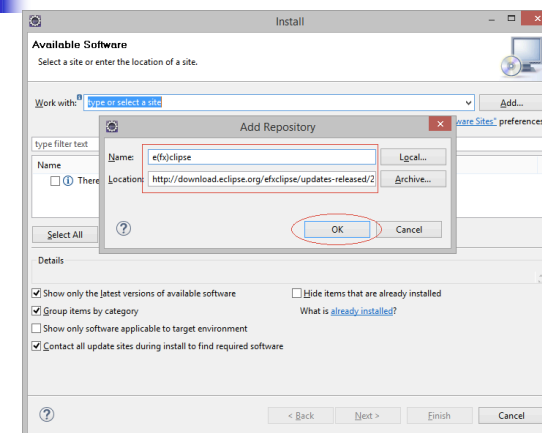 Install
Available Software
Select a site or enter the location of a site.
Work with: type or select a site
Add...
ware Sites" preferences
Add Repository
Name: e(fx)clipse
Local...
Location: http://download.eclipse.org/efxclipse/updates-released/2
Archive...
OK
Cancel
type filter text
Name
There
Select All
Details
Show only the latest versions of available software
Hide items that are already installed
Group items by category
What is already installed?
Show only software applicable to target environment
Contact all update sites during install to find required software
< Back
Next >
Finish
Cancel